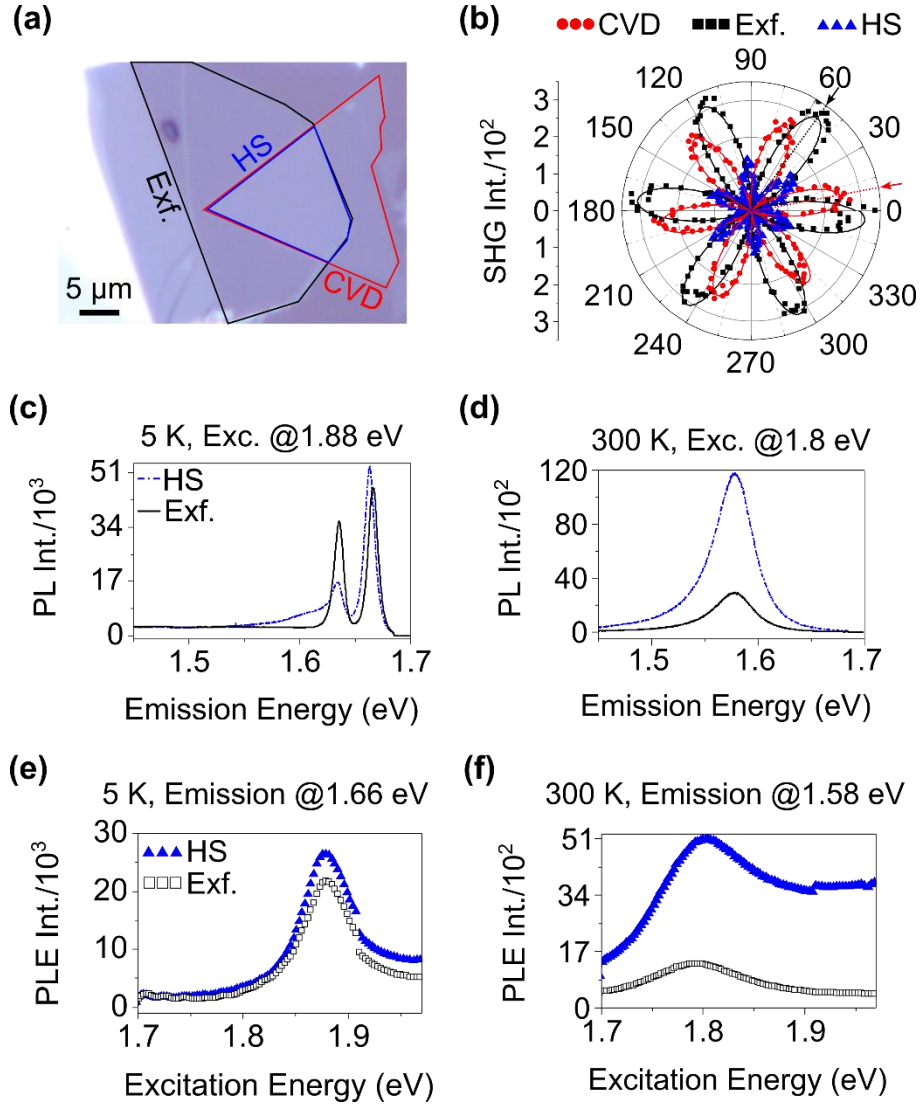 (a)
HS
Exf.
CVD
5 μm
(b)
CVD Exf. HS
SHG Int./10²
3
2
1
0
1
2
3
90
120 60
150 30
180 0
210 330
240 300
270
(c)
5 K, Exc. @1.88 eV
HS
Exf.
PL Int./10³
51
34
17
0
1.5 1.6 1.7
Emission Energy (eV)
(d)
300 K, Exc. @1.8 eV
PL Int./10²
120
80
40
0
1.5 1.6 1.7
Emission Energy (eV)
(e)
5 K, Emission @1.66 eV
HS
Exf.
PLE Int./10³
30
20
10
0
1.7 1.8 1.9
Excitation Energy (eV)
(f)
300 K, Emission @1.58 eV
PLE Int./10²
51
34
17
0
1.7 1.8 1.9
Excitation Energy (eV)